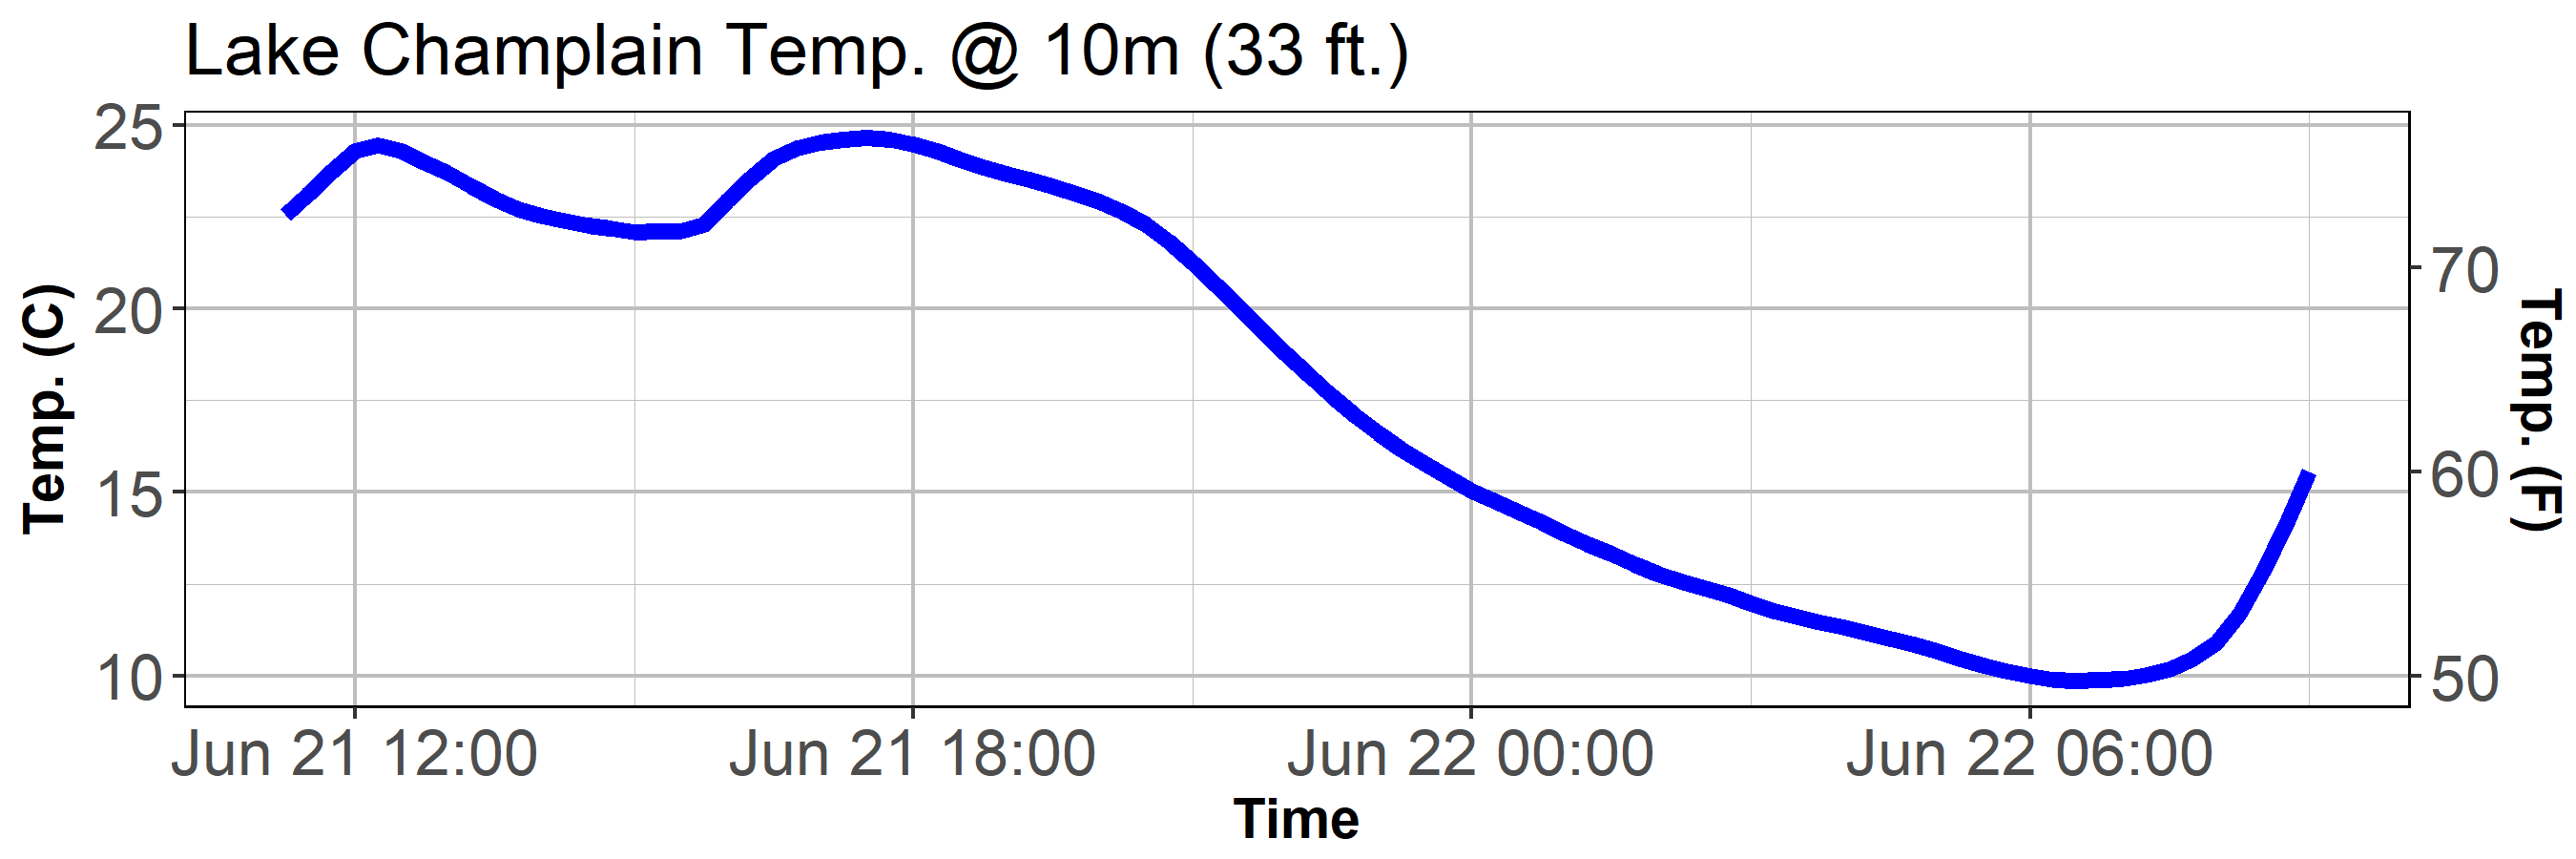 Lake Champlain Temp. @ 10m (33 ft.)
25
20
15
10
Temp. (C)
70
60
50
Temp. (F)
Jun 21 12:00
Jun 21 18:00
Jun 22 00:00
Jun 22 06:00
Time